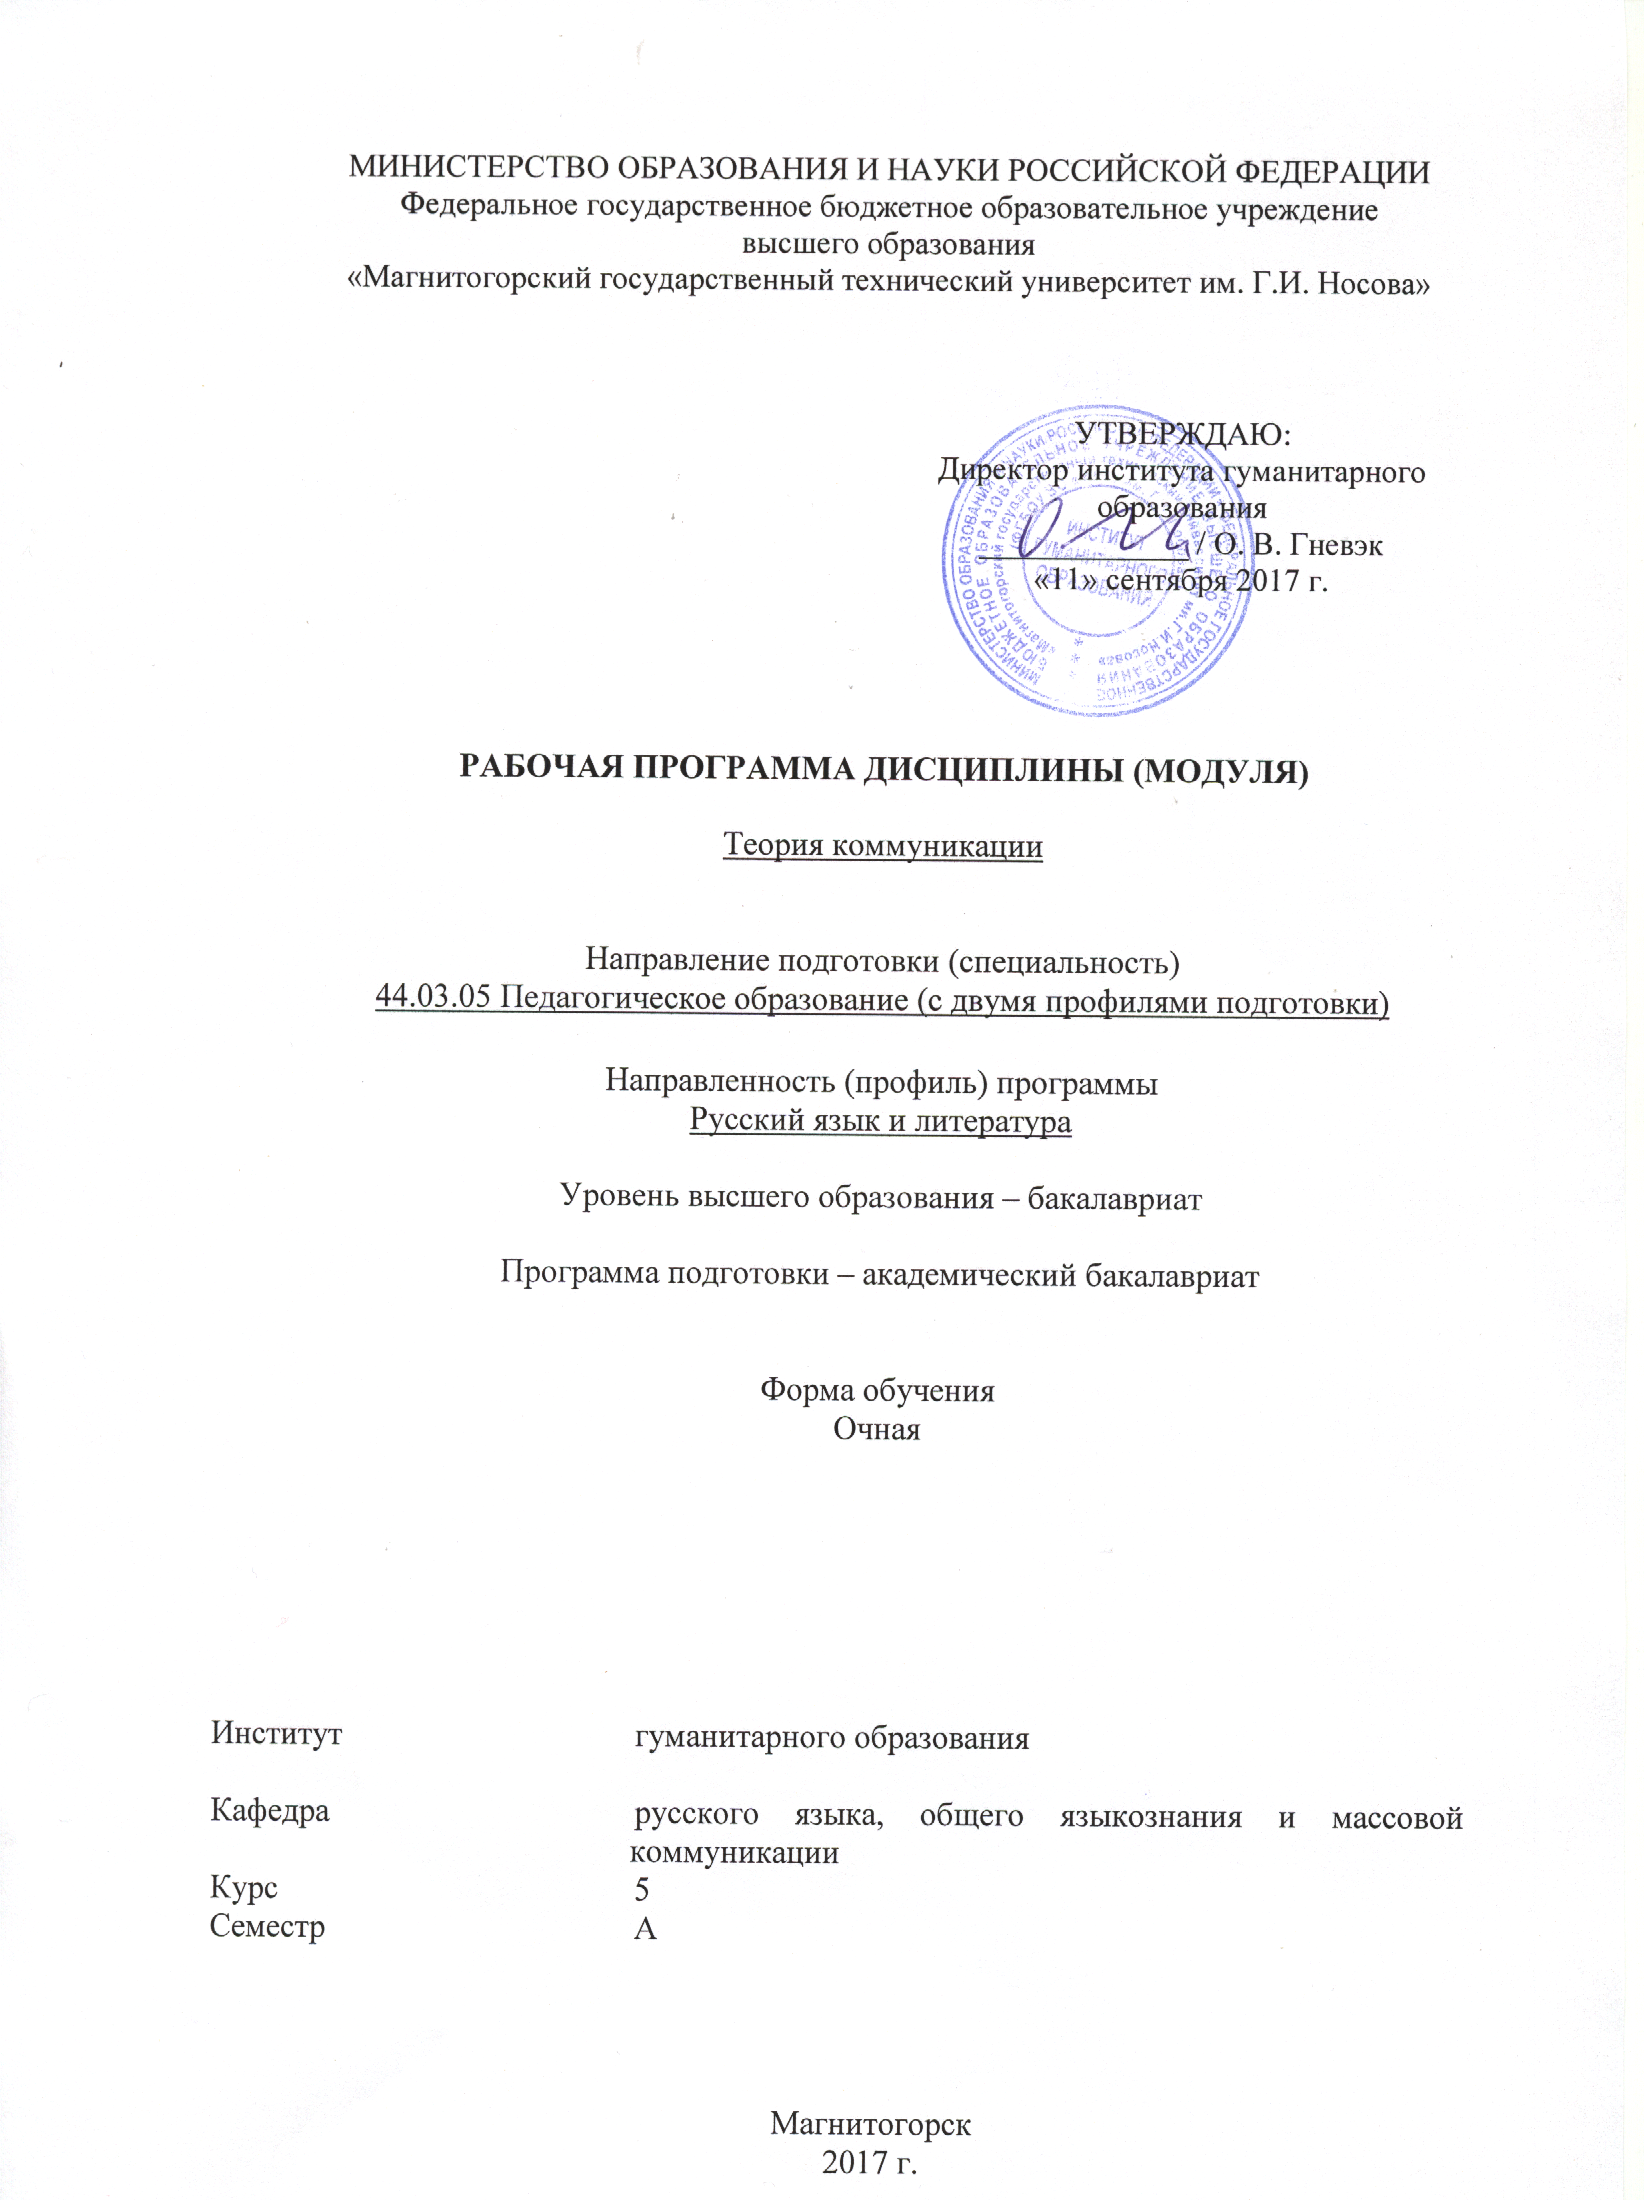 МИНИСТЕРСТВО ОБРАЗОВАНИЯ И НАУКИ РОССИЙСКОЙ ФЕДЕРАЦИИ
Федеральное государственное бюджетное образовательное учреждение
высшего образования
«Магнитогорский государственный технический университет им. Г.И. Носова»
УТВЕРЖДАЮ:
Директор института гуманитарного
образования
/ О. В. Гневэк
«11» сентября 2017 г.
ИНСТИТУТ
ГУМАНИТАРНОГО
ОБРАЗОВАНИЯ
РАБОЧАЯ ПРОГРАММА ДИСЦИПЛИНЫ (МОДУЛЯ)
Теория коммуникации
Направление подготовки (специальность)
44.03.05 Педагогическое образование (с двумя профилями подготовки)
Направленность (профиль) программы
Русский язык и литература
Уровень высшего образования – бакалавриат
Программа подготовки – академический бакалавриат
Форма обучения
Очная
Институт гуманитарного образования
Кафедра русского языка, общего языкознания и массовой
коммуникации
Курс 5
Семестр А
Магнитогорск
2017 г.